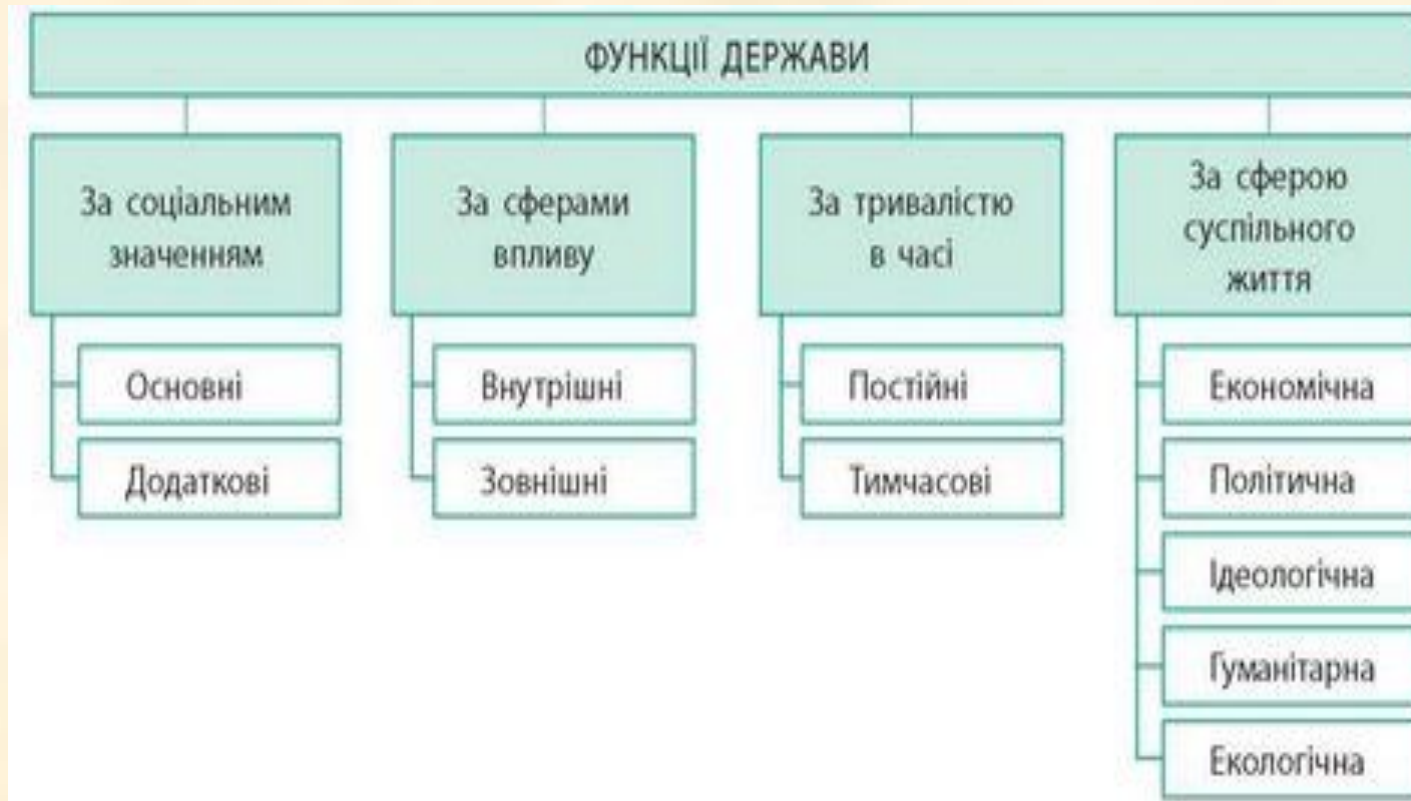 ФУНКЦІЇ ДЕРЖАВИ
За соціальним
значенням
Основні
Додаткові
За сферами
впливу
Внутрішні
Зовнішні
За тривалістю
в часі
Постійні
Тимчасові
За сферою
суспільного
життя
Економічна
Політична
Ідеологічна
Гуманітарна
Екологічна